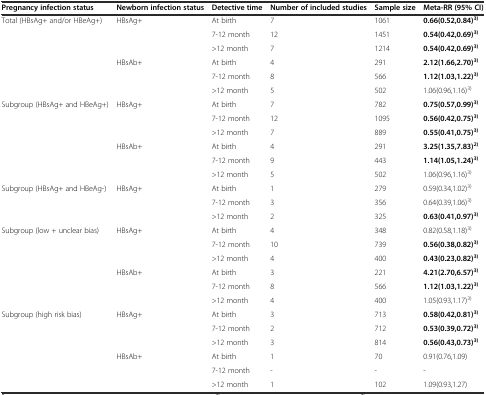 Pregnancy infection status Newborn infection status Detective time Number of included studies Sample size Meta-RR (95% CI)
Total (HBsAg+ and/or HBeAg+) HBsAg+ At birth 7 1061 0.66(0.52,0.84)3)
7-12 month 12 1451 0.54(0.42,0.69)3)
>12 month 7 1214 0.54(0.42,0.69)3)
HBsAb+ At birth 4 291 2.12(1.66,2.70)3)
7-12 month 8 566 1.12(1.03,1.22)3)
>12 month 5 502 1.06(0.96,1.16)3)
Subgroup (HBsAg+ and HBeAg+) HBsAg+ At birth 7 782 0.75(0.57,0.99)3)
7-12 month 12 1095 0.56(0.42,0.75)3)
>12 month 7 889 0.55(0.41,0.75)3)
HBsAb+ At birth 4 291 3.25(1.35,7.83)2)
7-12 month 9 443 1.14(1.05,1.24)3)
>12 month 5 502 1.06(0.96,1.16)3)
Subgroup (HBsAg+ and HBeAg-) HBsAg+ At birth 1 279 0.59(0.34,1.02)3)
7-12 month 3 356 0.64(0.39,1.06)3)
>12 month 2 325 0.63(0.41,0.97)3)
Subgroup (low + unclear bias) HBsAg+ At birth 4 348 0.82(0.58,1.18)3)
7-12 month 10 739 0.56(0.38,0.82)3)
>12 month 4 400 0.43(0.23,0.82)3)
HBsAb+ At birth 3 221 4.21(2.70,6.57)3)
7-12 month 8 566 1.12(1.03,1.22)3)
>12 month 4 400 1.05(0.93,1.17)3)
Subgroup (high risk bias) HBsAg+ At birth 3 713 0.58(0.42,0.81)3)
7-12 month 2 712 0.53(0.39,0.72)3)
>12 month 3 814 0.56(0.43,0.73)3)
HBsAb+ At birth 1 70 0.91(0.76,1.09)
7-12 month - - -
>12 month 1 102 1.09(0.93,1.27)